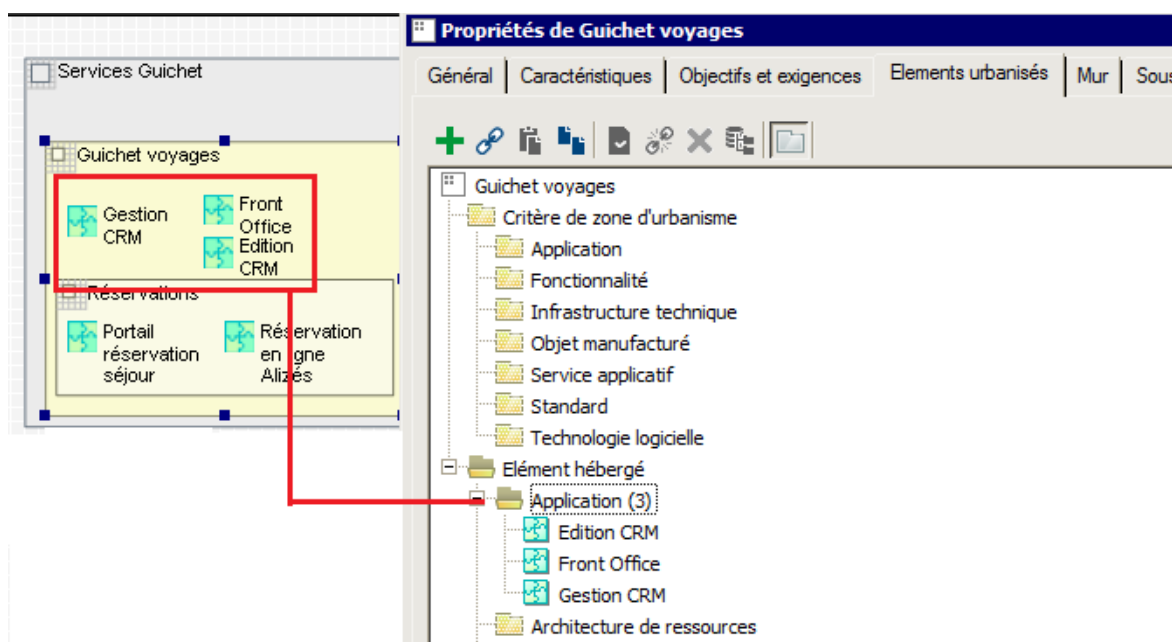 Services Guichet
Guichet voyages
Gestion
CRM
Front
Office
Edition
CRM
Réservations
Portail
réservation
séjour
Réservation
en ligne
Alizés
Propriétés de Guichet voyages
Général
Caractéristiques
Objectifs et exigences
Elements urbanisés
Mur
Sous
Guichet voyages
Critère de zone d'urbanisme
Application
Fonctionnalité
Infrastructure technique
Objet manufacturé
Service applicatif
Standard
Technologie logicielle
Elément hébergé
Application (3)
Edition CRM
Front Office
Gestion CRM
Architecture de ressources